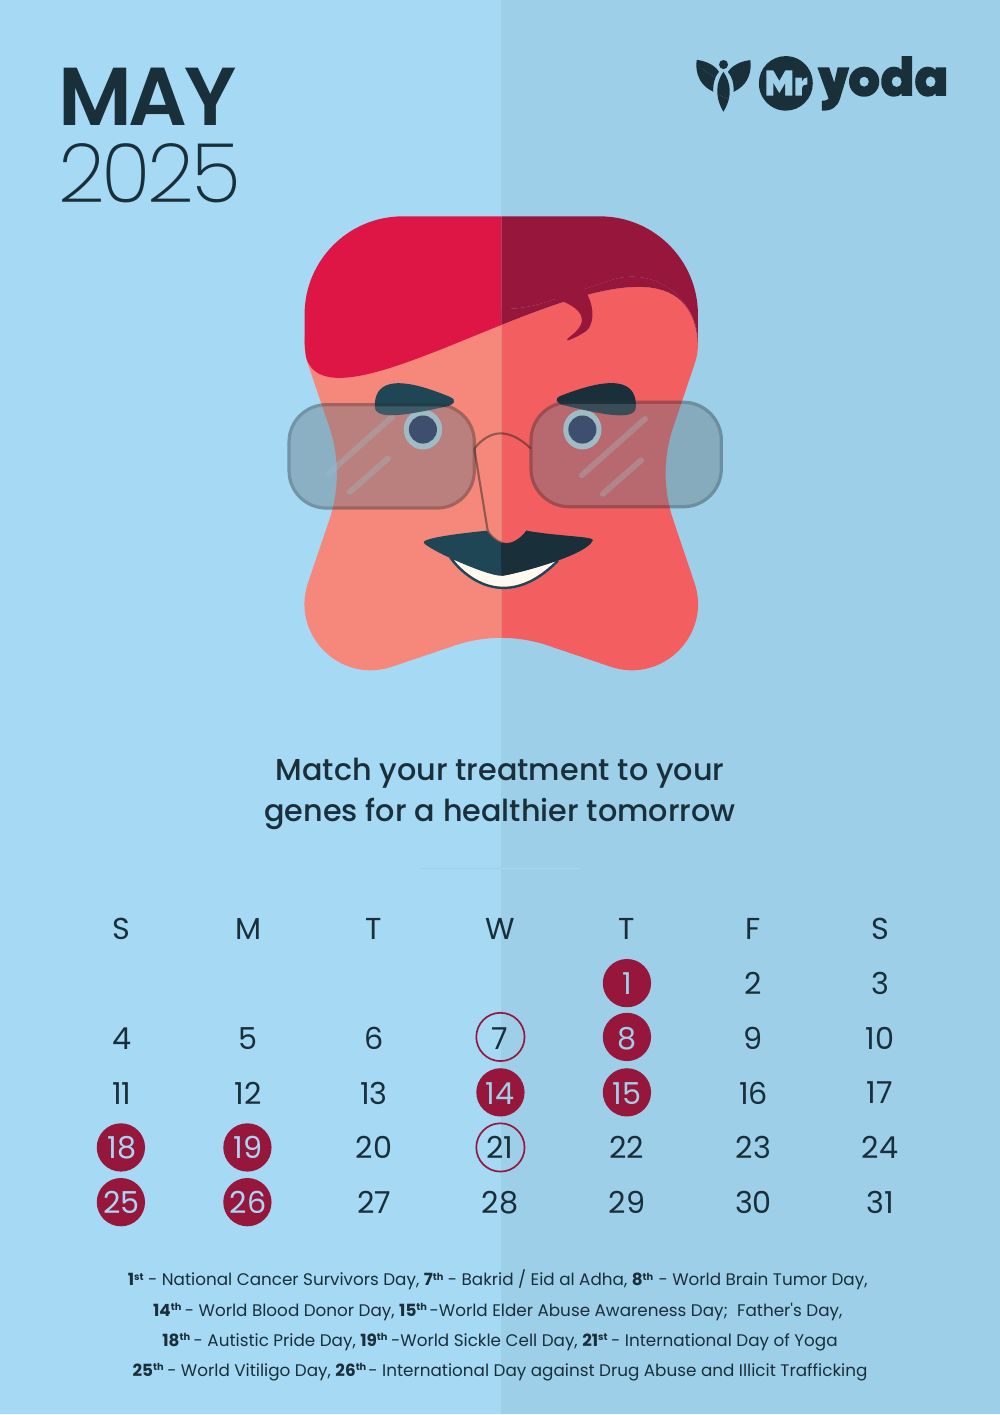 MAY
2025
Mr yoda
Match your treatment to your
genes for a healthier tomorrow
S M T W T F S
1 2 3
4 5 6 7 8 9 10
11 12 13 14 15 16 17
18 19 20 21 22 23 24
25 26 27 28 29 30 31
1st - National Cancer Survivors Day, 7th - Bakrid / Eid al Adha, 8th - World Brain Tumor Day,
14th - World Blood Donor Day, 15th -World Elder Abuse Awareness Day; Father's Day,
18th - Autistic Pride Day, 19th -World Sickle Cell Day, 21st - International Day of Yoga
25th - World Vitiligo Day, 26th - International Day against Drug Abuse and Illicit Trafficking